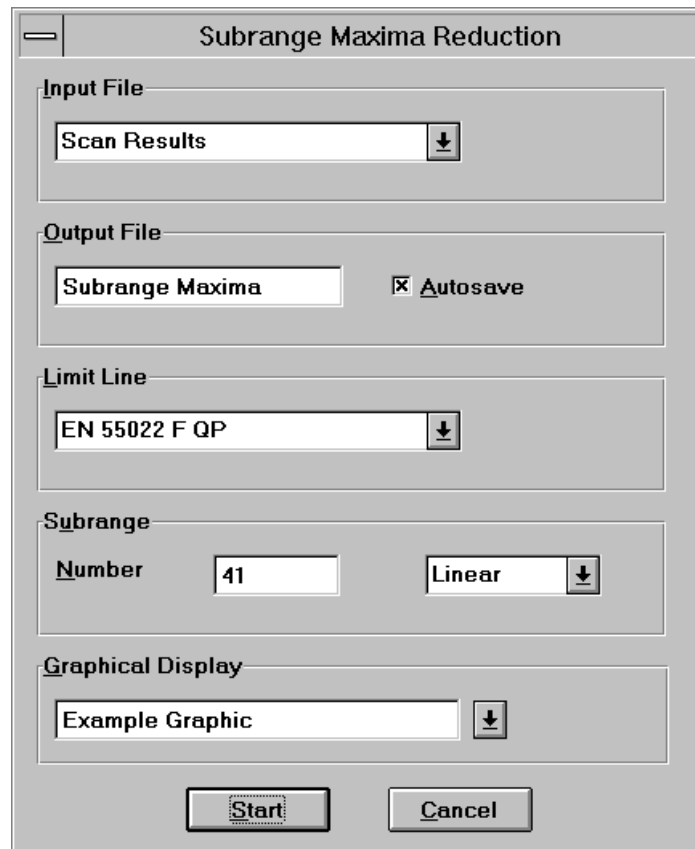 Subrange Maxima Reduction
Input File
Scan Results
Output File
Subrange Maxima
Autosave
Limit Line
EN 55022 F QP
Subrange
Number
41
Linear
Graphical Display
Example Graphic
Start
Cancel